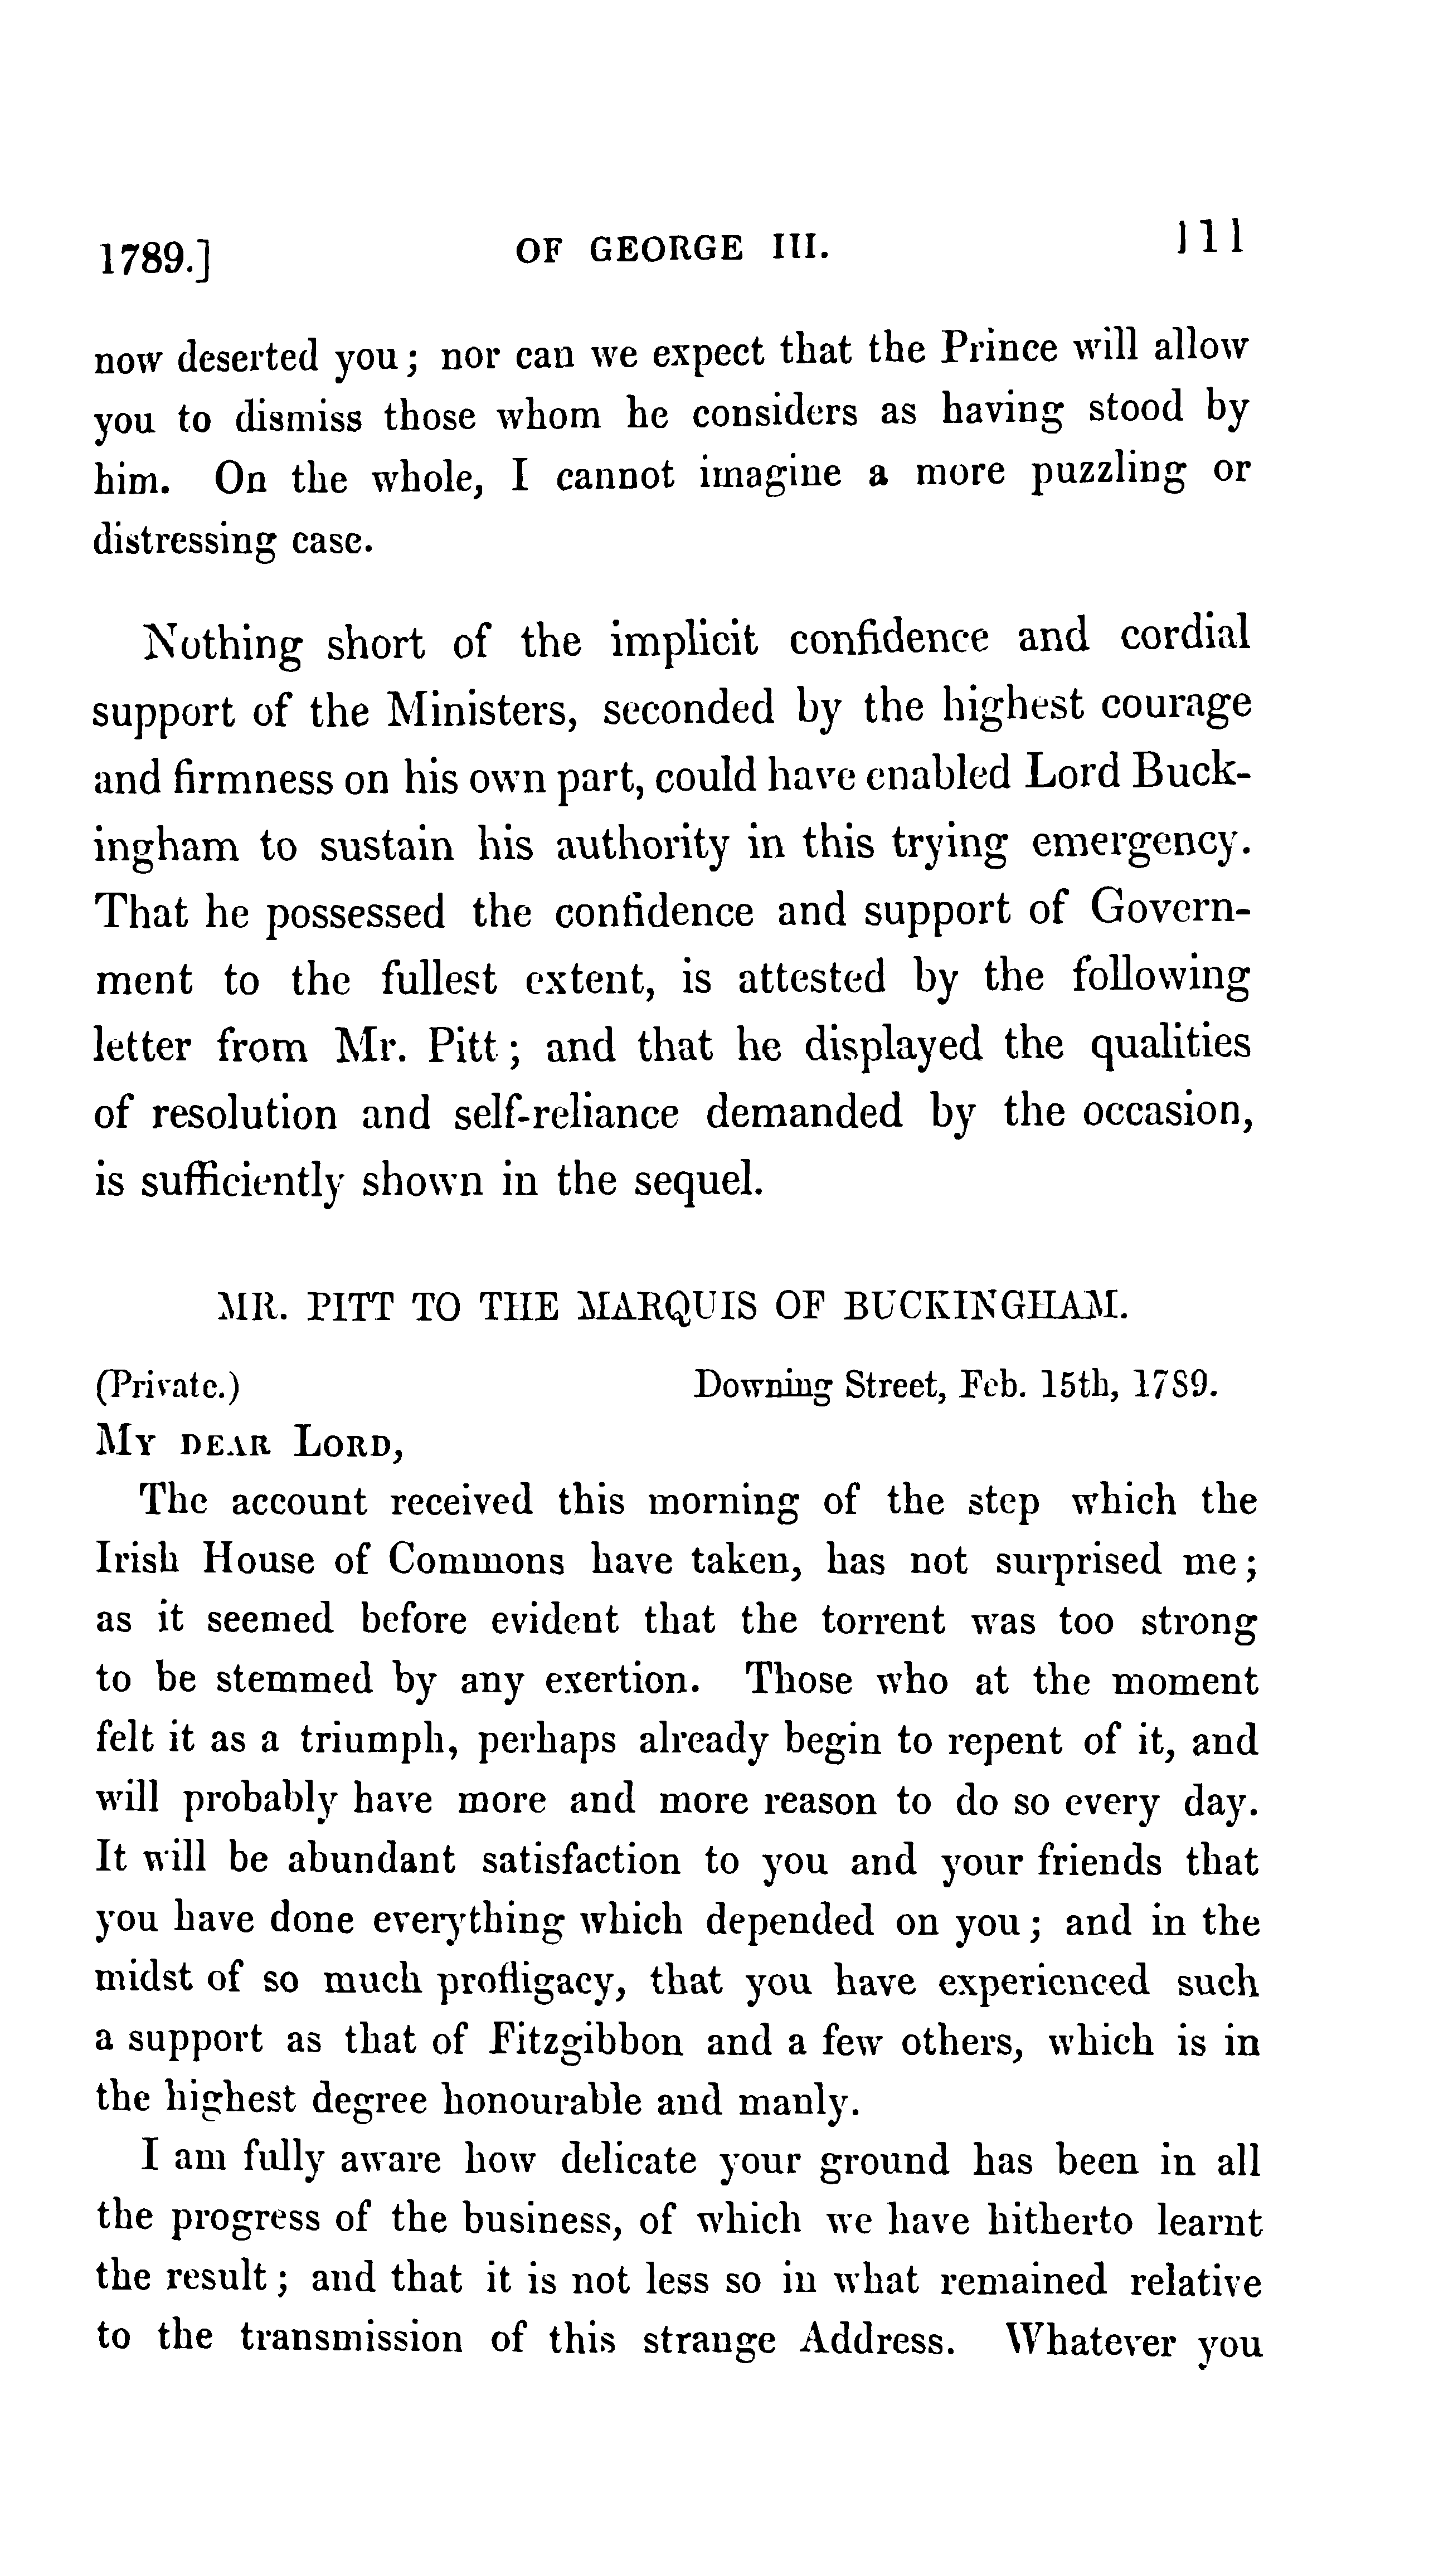 1789.] OF GEORGE III. 111
now deserted you; nor can we expect that the Prince will allow
you to dismiss those whom he considers as having stood by
him. On the whole, I cannot imagine a more puzzling or
distressing case.
Nothing short of the implicit confidence and cordial
support of the Ministers, seconded by the highest courage
and firmness on his own part, could have enabled Lord Buck-
ingham to sustain his authority in this trying emergency.
That he possessed the confidence and support of Govern-
ment to the fullest extent, is attested by the following
letter from Mr. Pitt; and that he displayed the qualities
of resolution and self-reliance demanded by the occasion,
is sufficiently shown in the sequel.
MR. PITT TO THE MARQUIS OF BUCKINGHAM.
(Private.) Downing Street, Feb. 15th, 1789.
MY DEAR LORD,
The account received this morning of the step which the
Irish House of Commons have taken, has not surprised me;
as it seemed before evident that the torrent was too strong
to be stemmed by any exertion. Those who at the moment
felt it as a triumph, perhaps already begin to repent of it, and
will probably have more and more reason to do so every day.
It will be abundant satisfaction to you and your friends that
you have done everything which depended on you; and in the
midst of so much profligacy, that you have experienced such
a support as that of Fitzgibbon and a few others, which is in
the highest degree honourable and manly.
I am fully aware how delicate your ground has been in all
the progress of the business, of which we have hitherto learnt
the result; and that it is not less so in what remained relative
to the transmission of this strange Address. Whatever you